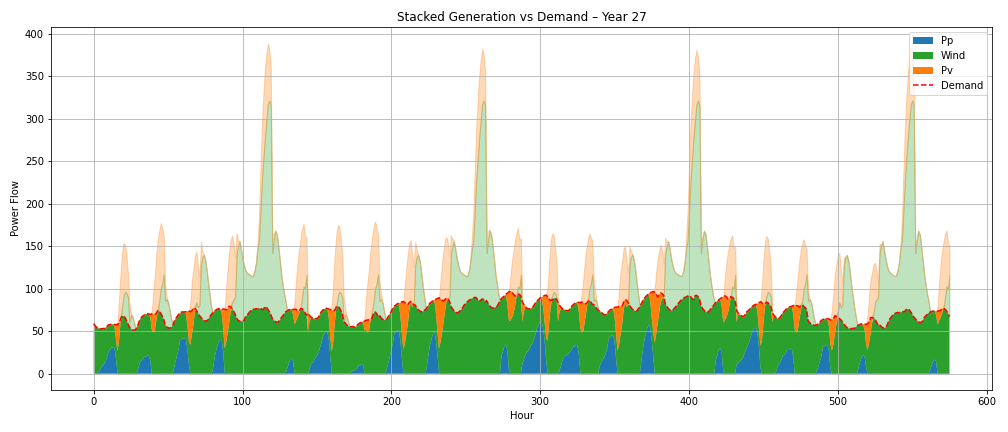 Stacked Generation vs Demand – Year 27
Power Flow
400
350
300
250
200
150
100
50
0
Pp
Wind
Pv
Demand
0 100 200 300 400 500 600
Hour